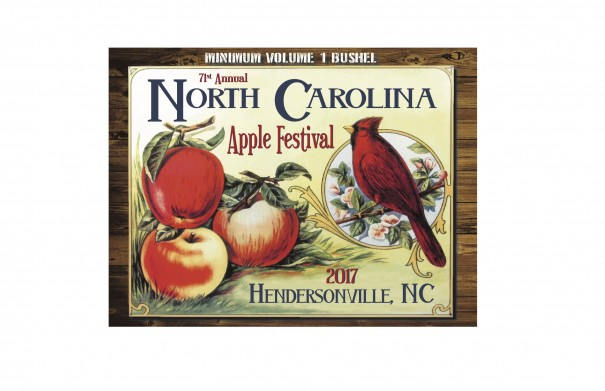 MINIMUM VOLUME 1 BUSHEL
71st Annual
NORTH CAROLINA
Apple Festival
2017
HENDERSONVILLE, NC